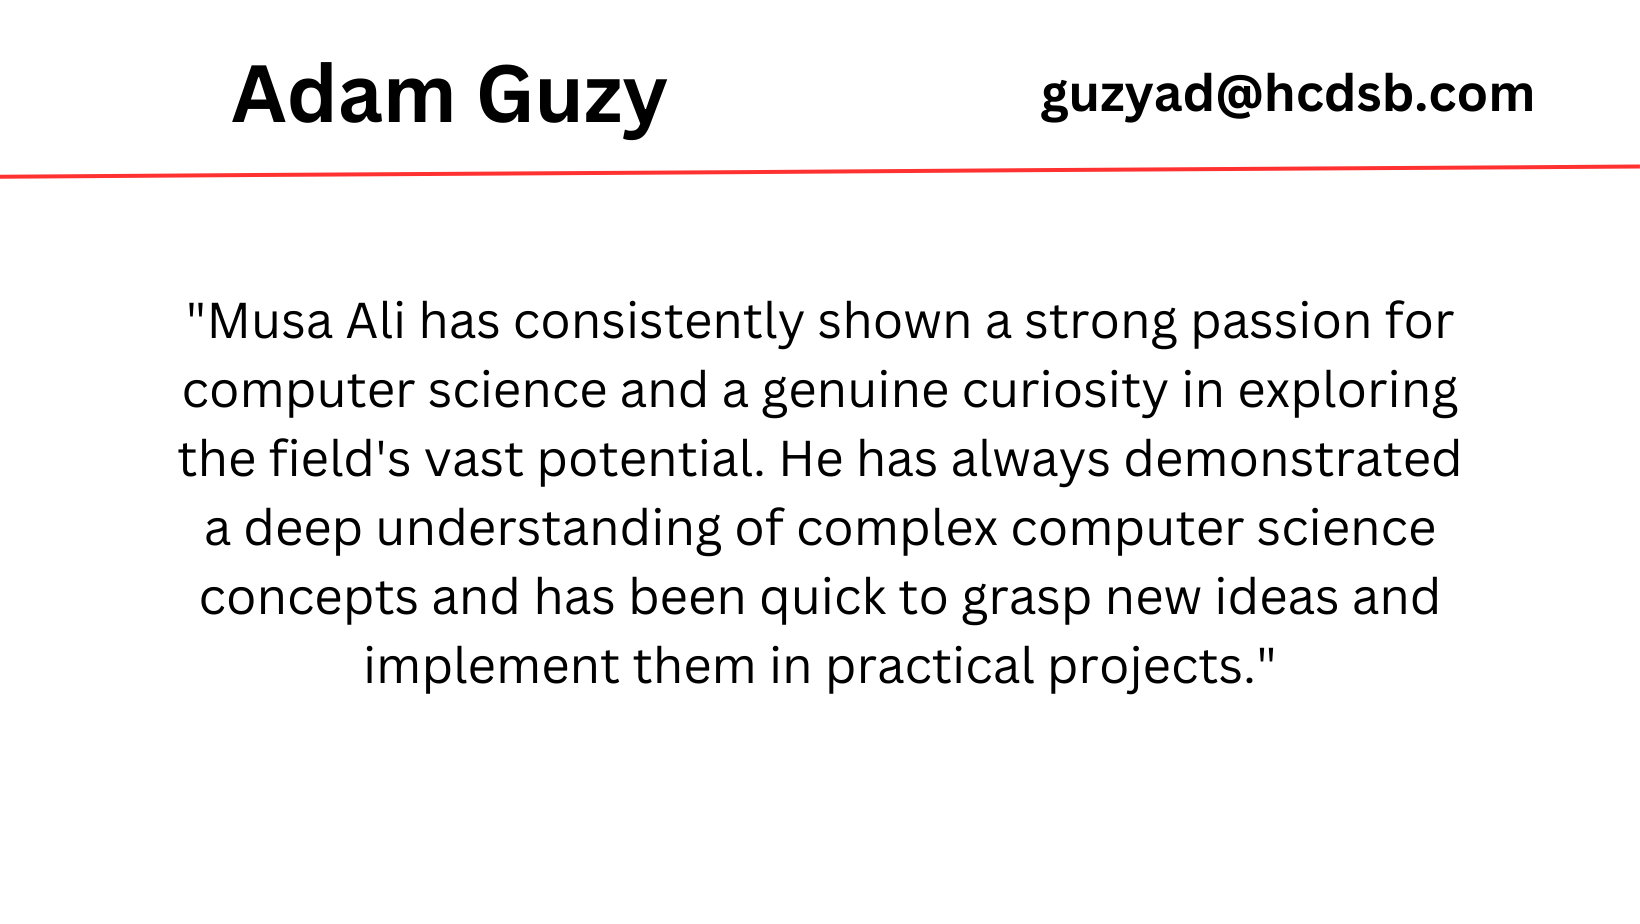 Adam Guzy
guzyad@hcdsb.com
"Musa Ali has consistently shown a strong passion for
computer science and a genuine curiosity in exploring
the field's vast potential. He has always demonstrated
a deep understanding of complex computer science
concepts and has been quick to grasp new ideas and
implement them in practical projects."